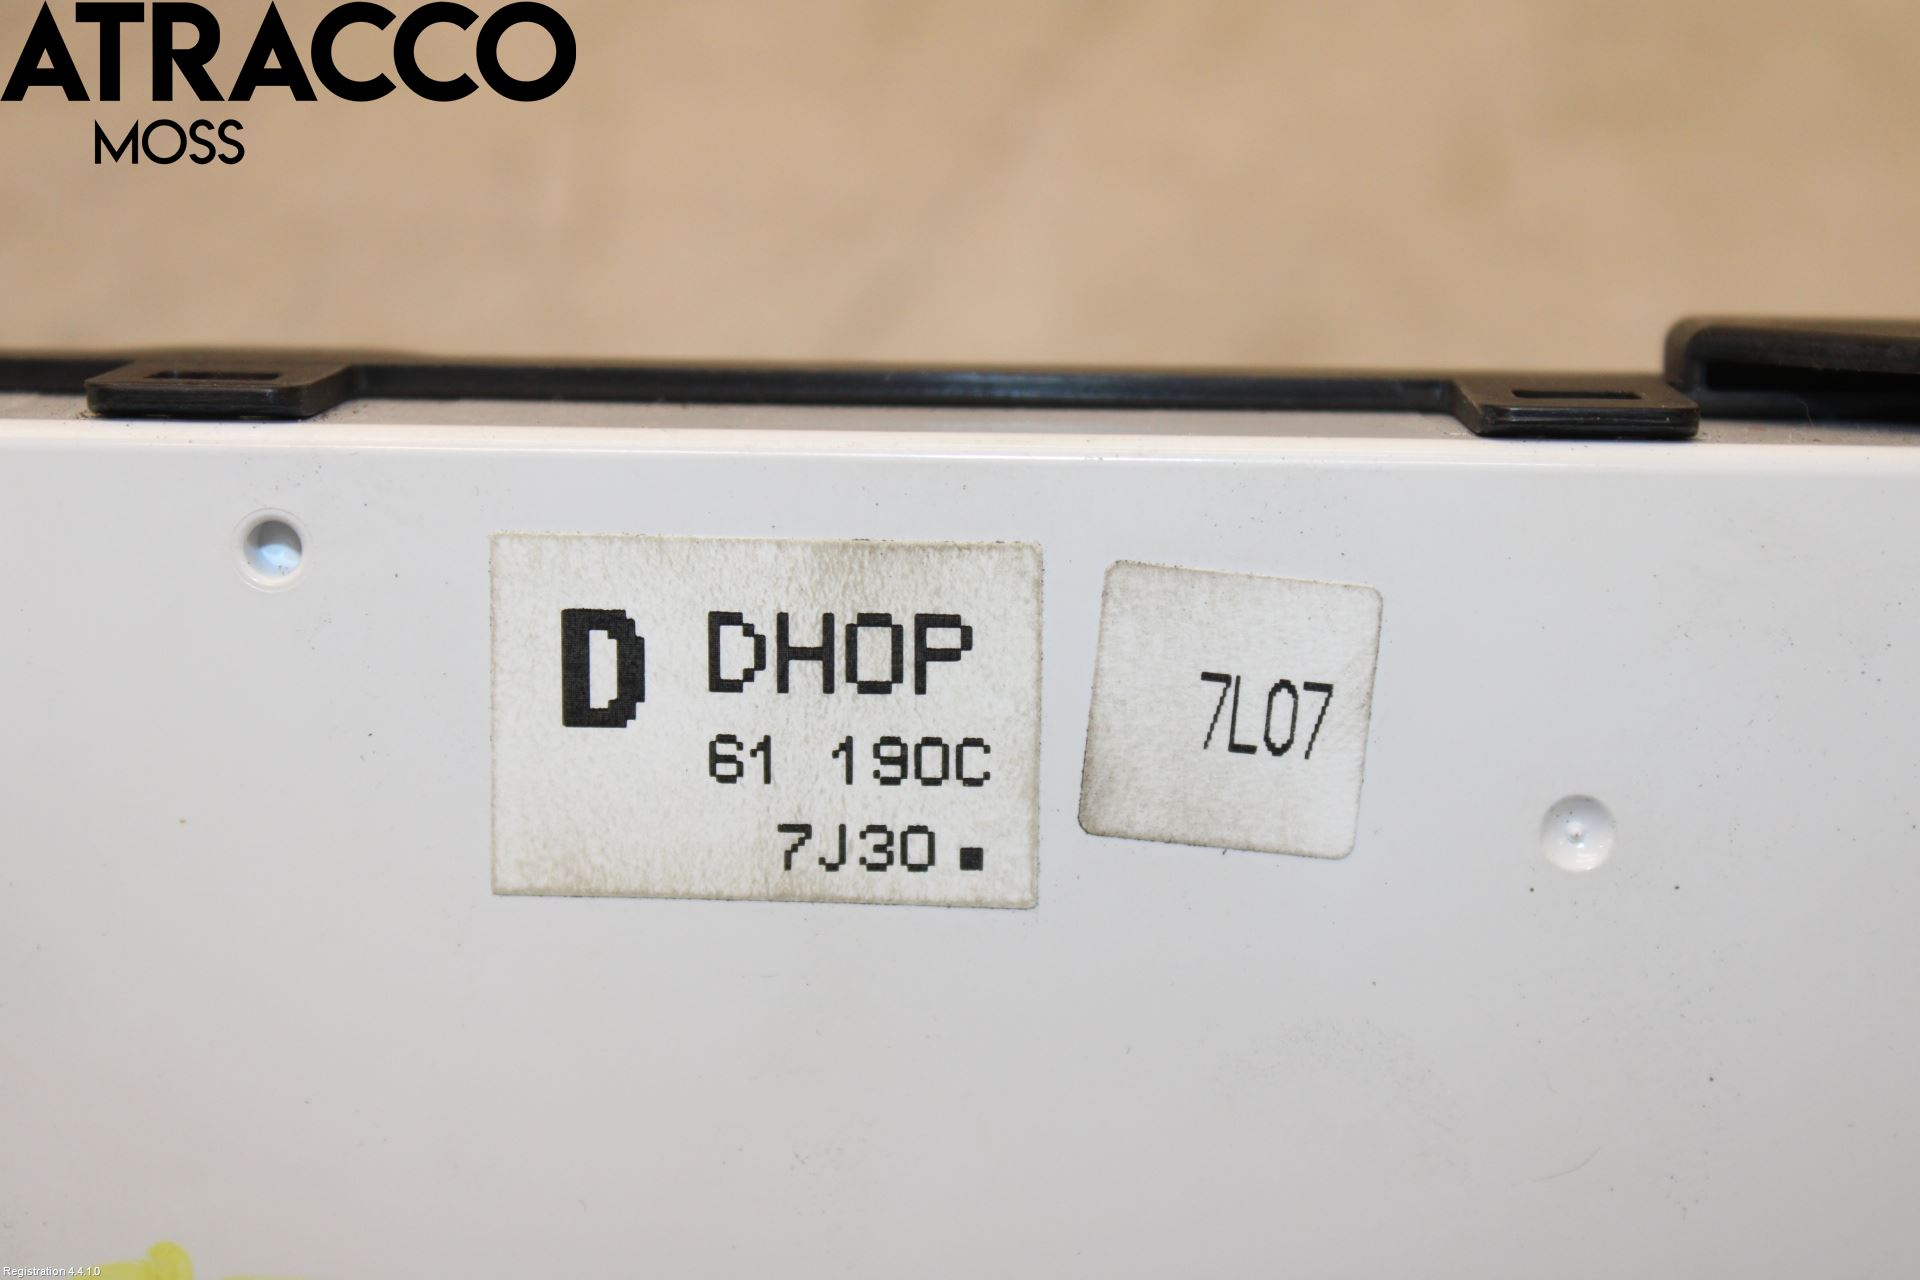 ATRACCO
MOSS
D DHOP
61 190C
7J30
7L07
Registration 4.4.1.0